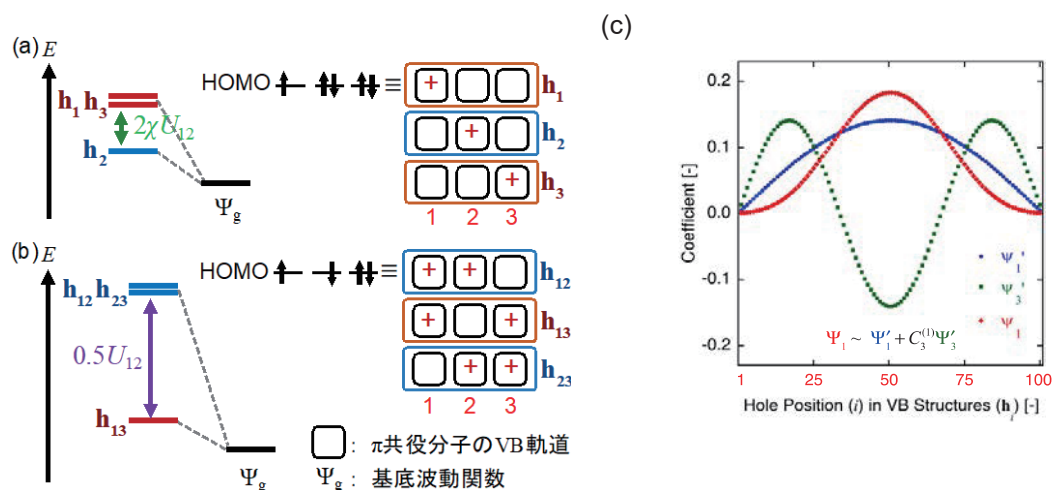 (a) E
h₁ h₃
2χU₁₂
h₂
Ψg
HOMO ≡
+ h₁
+ h₂
+ h₃
1 2 3
(b) E
h₁₂ h₂₃
0.5U₁₂
h₁₃
Ψg
HOMO ≡
+ + h₁₂
+ + h₁₃
+ + h₂₃
1 2 3
: π共役分子のVB軌道
Ψg : 基底波動関数
(c)
0.2
0.1
0.0
-0.1
-0.2
Coefficient [-]
Ψ₁'
Ψ₃'
Ψ₁
Ψ₁ ~ Ψ₁′ + C₃⁽¹⁾Ψ₃′
1 25 50 75 100
Hole Position (i) in VB Structures (hᵢ) [-]